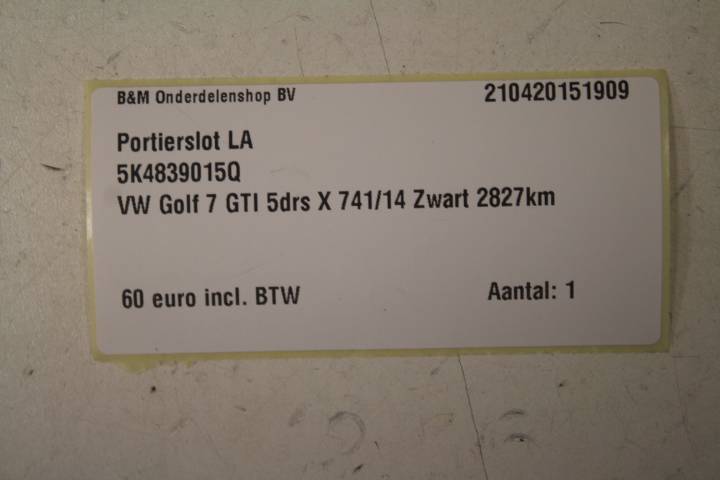 B&M Onderdelenshop BV 210420151909
Portierslot LA
5K4839015Q
VW Golf 7 GTI 5drs X 741/14 Zwart 2827km
60 euro incl. BTW Aantal: 1